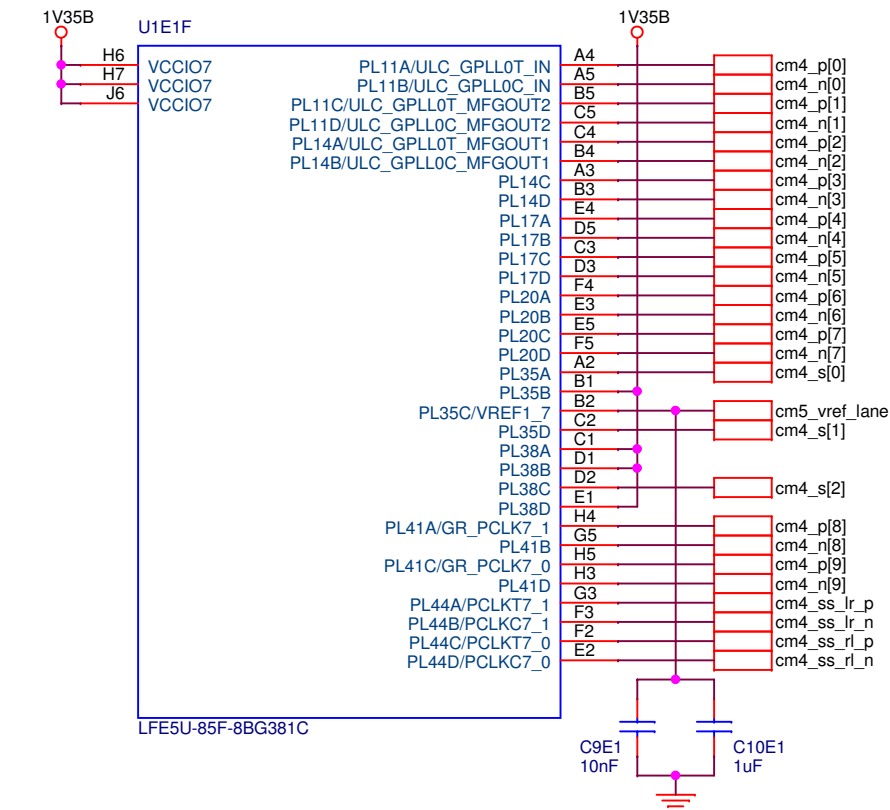 1V35B
1V35B
U1E1F
H6
VCCIO7
H7
VCCIO7
J6
VCCIO7
PL11A/ULC_GPLL0T_IN A4 cm4_p[0]
PL11B/ULC_GPLL0C_IN A5 cm4_n[0]
PL11C/ULC_GPLL0T_MFGOUT2 B5 cm4_p[1]
PL11D/ULC_GPLL0C_MFGOUT2 C5 cm4_n[1]
PL14A/ULC_GPLL0T_MFGOUT1 C4 cm4_p[2]
PL14B/ULC_GPLL0C_MFGOUT1 B4 cm4_n[2]
PL14C A3 cm4_p[3]
PL14D B3 cm4_n[3]
PL17A E4 cm4_p[4]
PL17B D5 cm4_n[4]
PL17C C3 cm4_p[5]
PL17D D3 cm4_n[5]
PL20A F4 cm4_p[6]
PL20B E3 cm4_n[6]
PL20C E5 cm4_p[7]
PL20D F5 cm4_n[7]
PL35A A2 cm4_s[0]
PL35B B1
PL35C/VREF1_7 B2 cm5_vref_lane
PL35D C2 cm4_s[1]
PL38A C1
PL38B D1
PL38C D2 cm4_s[2]
PL38D E1
PL41A/GR_PCLK7_1 H4 cm4_p[8]
PL41B G5 cm4_n[8]
PL41C/GR_PCLK7_0 H5 cm4_p[9]
PL41D H3 cm4_n[9]
PL44A/PCLKT7_1 G3 cm4_ss_lr_p
PL44B/PCLKC7_1 F3 cm4_ss_lr_n
PL44C/PCLKT7_0 F2 cm4_ss_rl_p
PL44D/PCLKC7_0 E2 cm4_ss_rl_n
LFE5U-85F-8BG381C
C9E1
10nF
C10E1
1uF